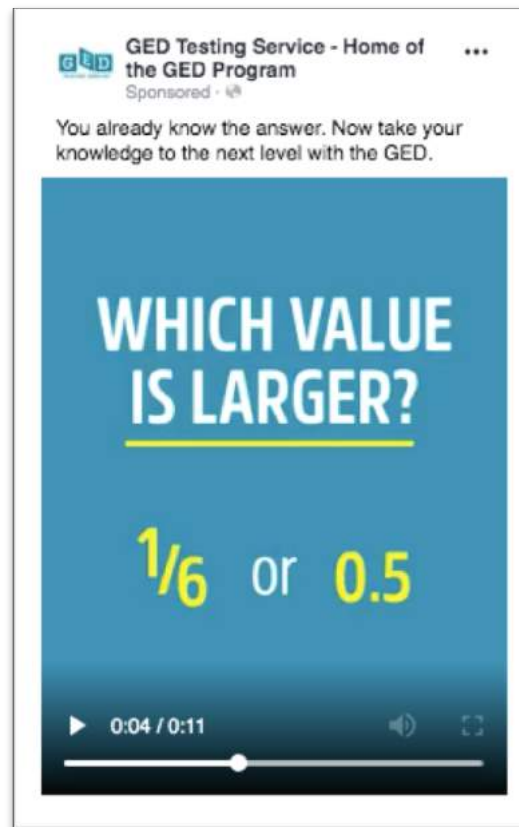 GED
GED Testing Service - Home of
the GED Program
Sponsored ·
You already know the answer. Now take your
knowledge to the next level with the GED.
WHICH VALUE
IS LARGER?
1/6 or 0.5
0:04 / 0:11